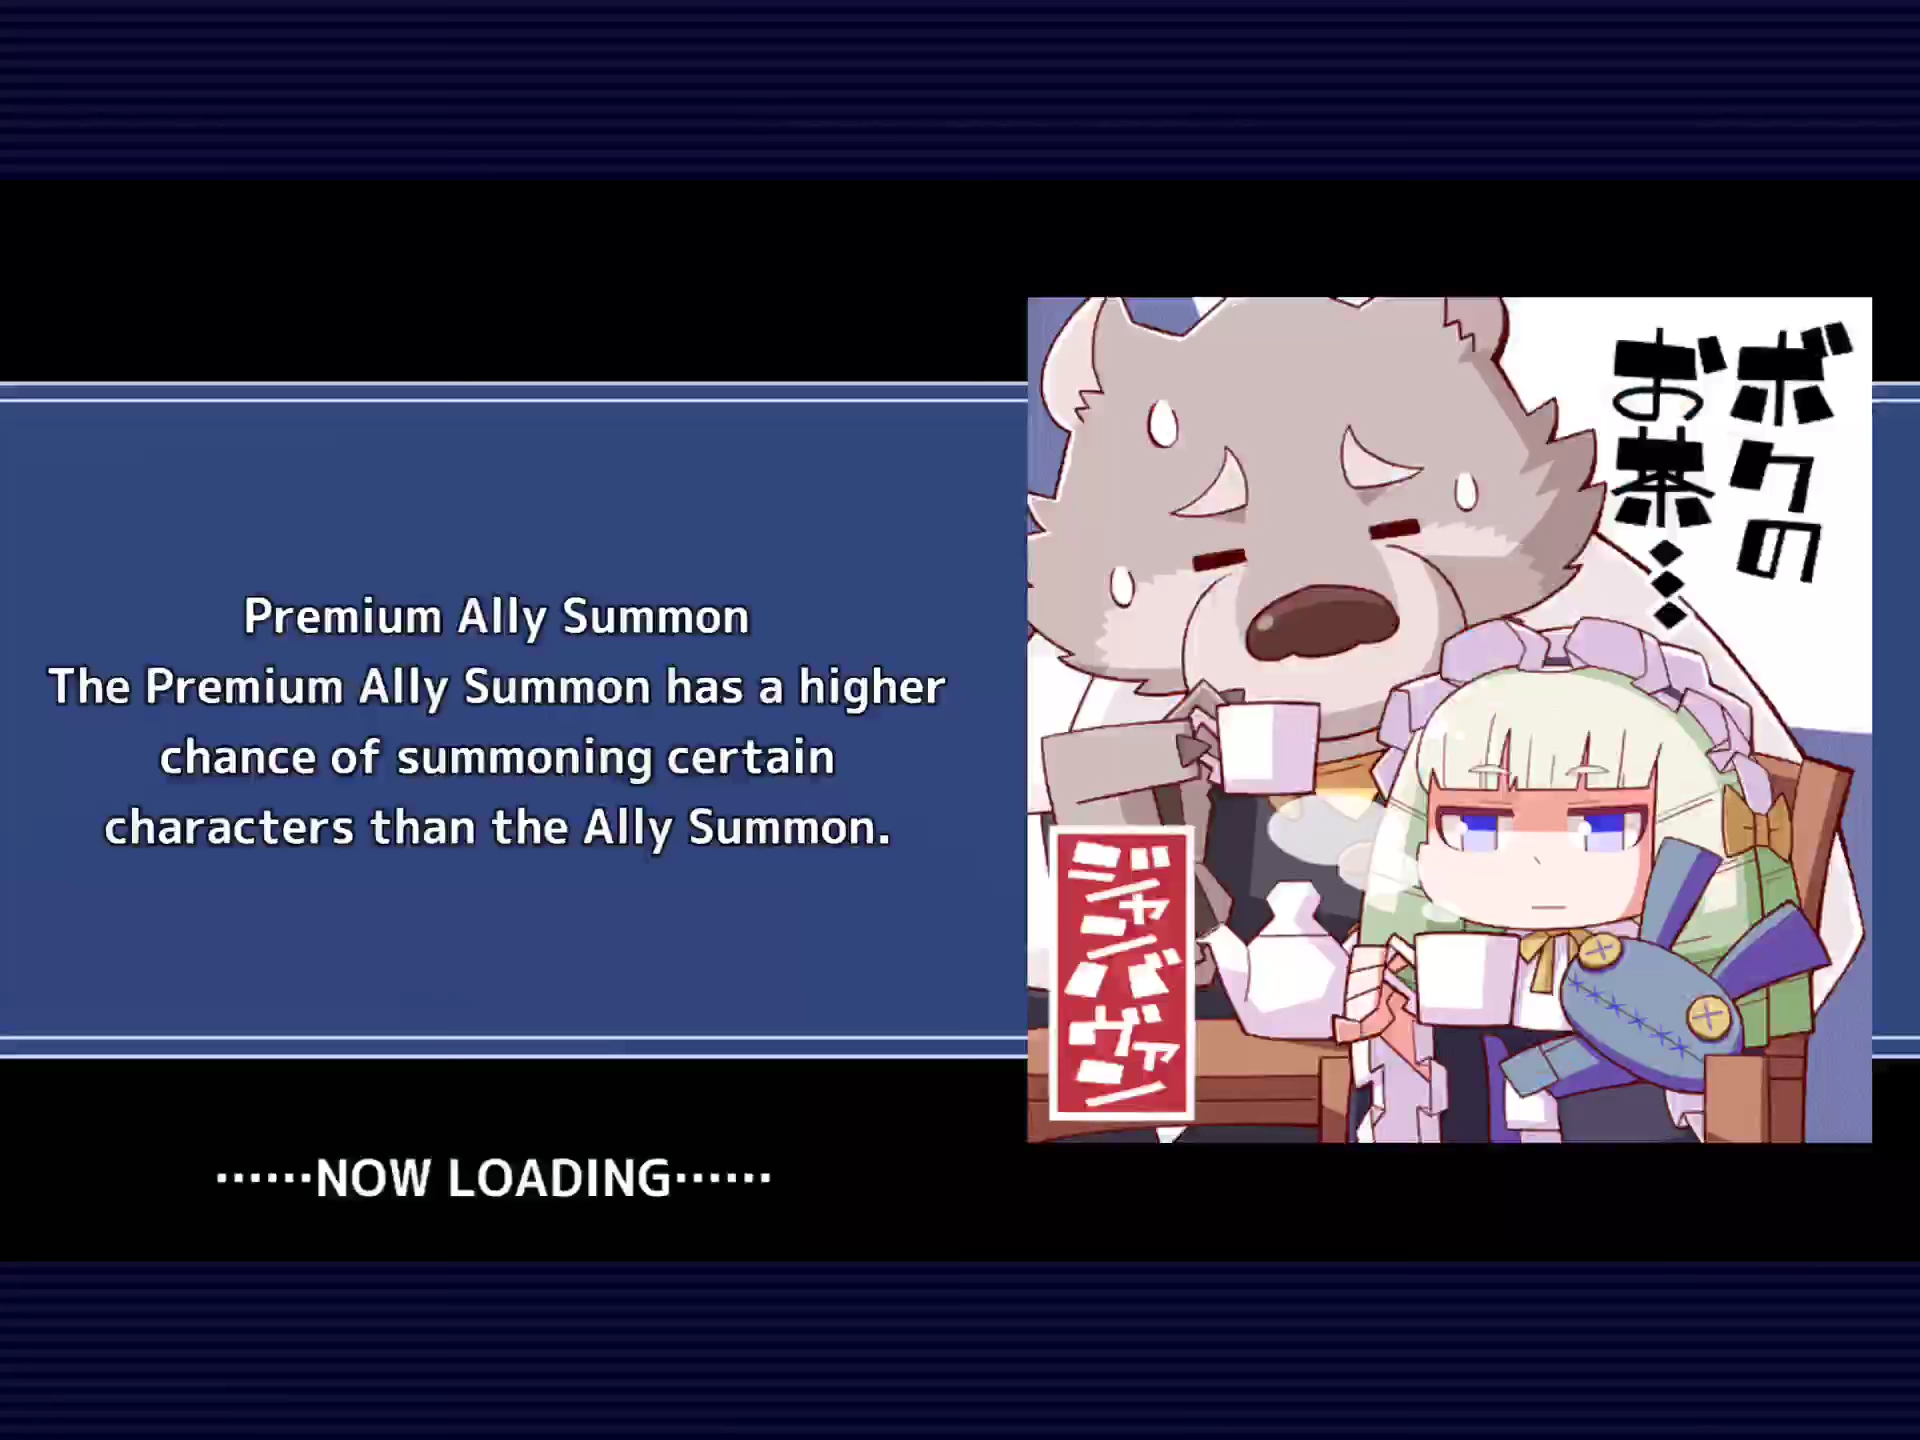 Premium Ally Summon
The Premium Ally Summon has a higher
chance of summoning certain
characters than the Ally Summon.
ボクの
お茶…
ジャンバヴァン
······NOW LOADING······